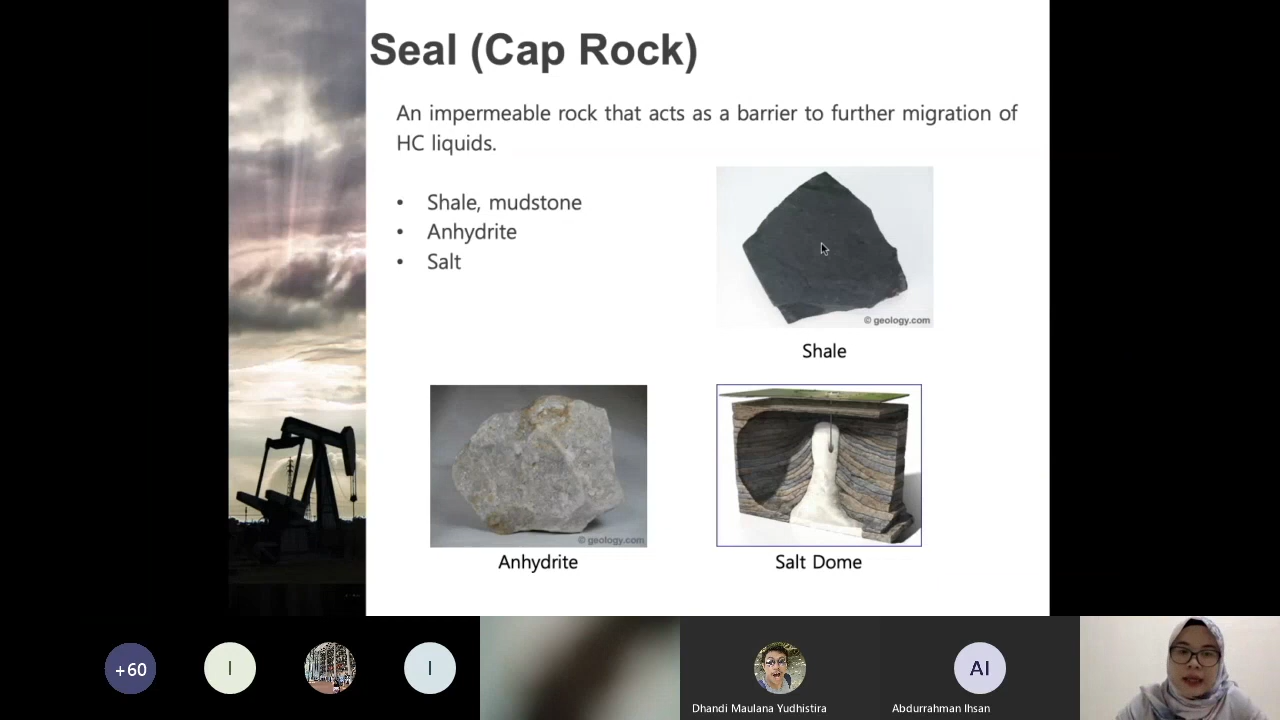 Seal (Cap Rock)
An impermeable rock that acts as a barrier to further migration of
HC liquids.
• Shale, mudstone
• Anhydrite
• Salt
© geology.com
Shale
© geology.com
Anhydrite
Salt Dome
+60
I
I
AI
Dhandi Maulana Yudhistira
Abdurrahman Ihsan